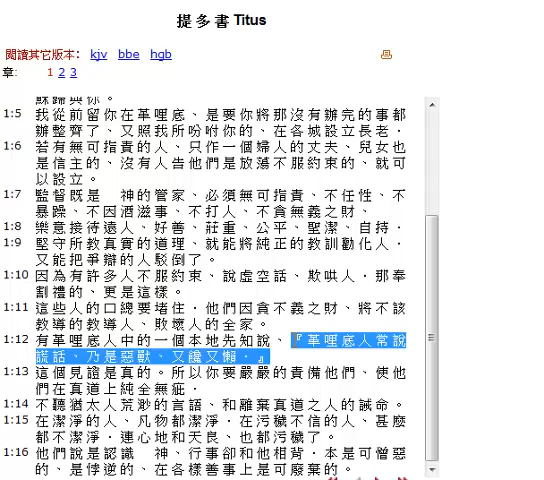 提多書 Titus
閱讀其它版本： kjv bbe hgb
章: 1 2 3
穌歸與你。
1:5 我從前留你在革哩底、是要你將那沒有辦完的事都
辦整齊了、又照我所吩咐你的、在各城設立長老．
1:6 若有無可指責的人、只作一個婦人的丈夫、兒女也
是信主的、沒有人告他們是放蕩不服約束的、就可
以設立。
1:7 監督既是 神的管家、必須無可指責、不任性、不
暴躁、不因酒滋事、不打人、不貪無義之財、
1:8 樂意接待遠人、好善、莊重、公平、聖潔、自持．
1:9 堅守所教真實的道理、就能將純正的教訓勸化人．
又能把爭辯的人駁倒了。
1:10 因為有許多人不服約束、說虛空話、欺哄人．那奉
割禮的、更是這樣。
1:11 這些人的口總要堵住．他們因貪不義之財、將不該
教導的教導人、敗壞人的全家。
1:12 有革哩底人中的一個本地先知說、『革哩底人常說
謊話、乃是惡獸、又饞又懶．』
1:13 這個見證是真的。所以你要嚴嚴的責備他們、使他
們在真道上純全無疵．
1:14 不聽猶太人荒渺的言語、和離棄真道之人的誡命。
1:15 在潔淨的人、凡物都潔淨．在污穢不信的人、甚麼
都不潔淨．連心地和天良、也都污穢了。
1:16 他們說是認識 神、行事卻和他相背．本是可憎惡
的、是悖逆的、在各樣善事上是可廢棄的。